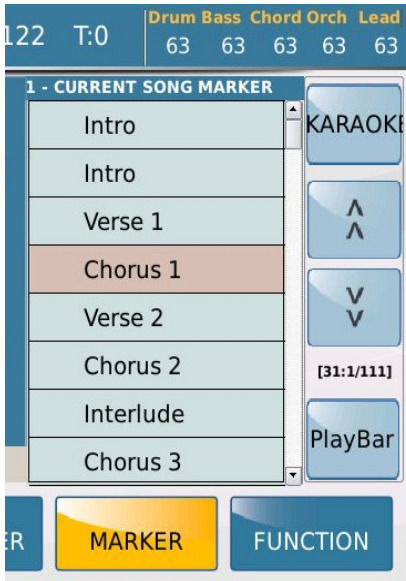 Drum Bass Chord Orch Lead
122 T:0 63 63 63 63 63
1 - CURRENT SONG MARKER
Intro
KARAOKE
Intro
Verse 1
Chorus 1
Verse 2
Chorus 2
[31:1/111]
Interlude
PlayBar
Chorus 3
ER MARKER FUNCTION